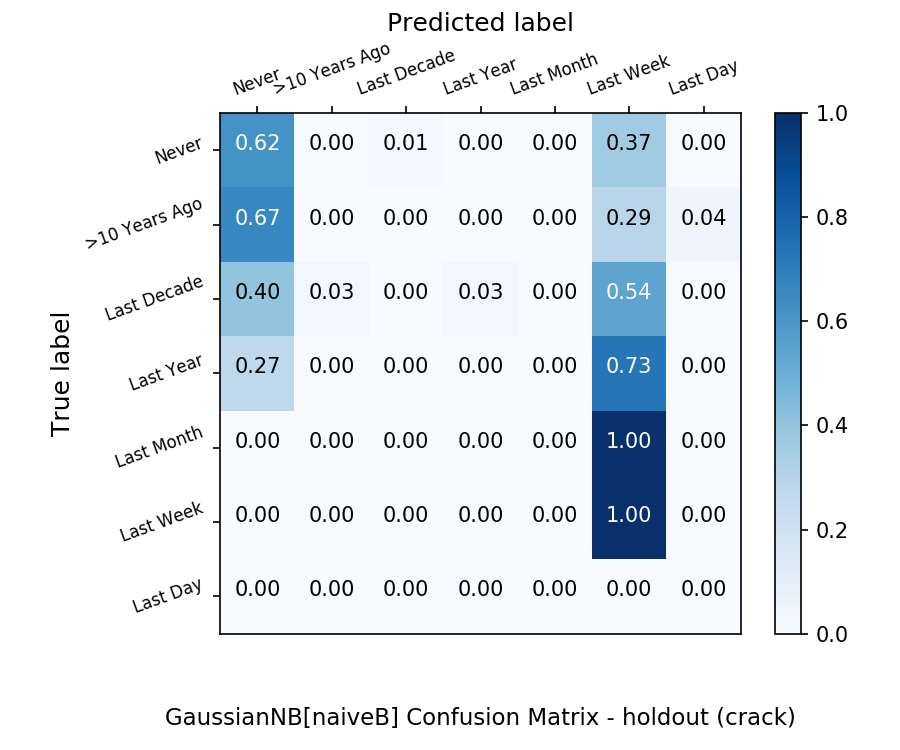 Predicted label
Never >10 Years Ago Last Decade Last Year Last Month Last Week Last Day
1.0
Never 0.62 0.00 0.01 0.00 0.00 0.37 0.00
0.8
>10 Years Ago 0.67 0.00 0.00 0.00 0.00 0.29 0.04
Last Decade 0.40 0.03 0.00 0.03 0.00 0.54 0.00
0.6
True label
Last Year 0.27 0.00 0.00 0.00 0.00 0.73 0.00
0.4
Last Month 0.00 0.00 0.00 0.00 0.00 1.00 0.00
Last Week 0.00 0.00 0.00 0.00 0.00 1.00 0.00
0.2
Last Day 0.00 0.00 0.00 0.00 0.00 0.00 0.00
0.0
GaussianNB[naiveB] Confusion Matrix - holdout (crack)